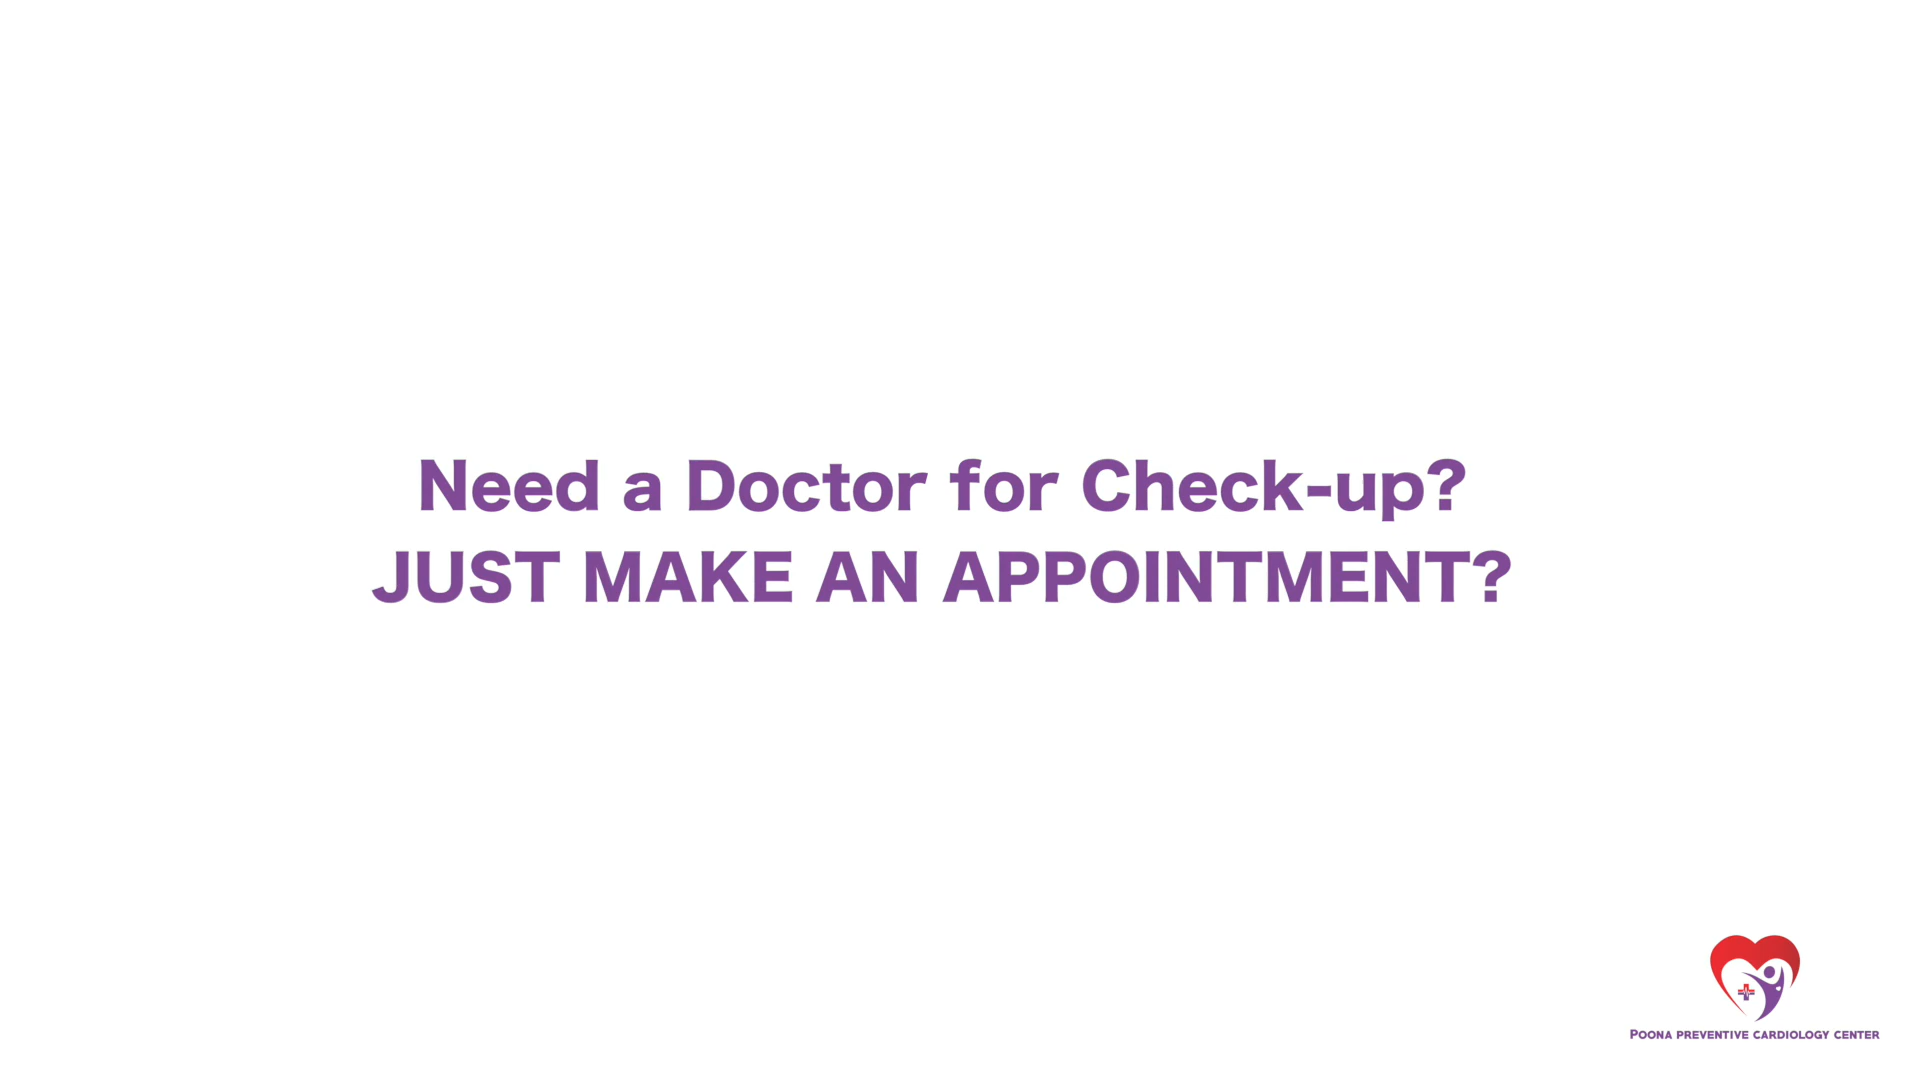 Need a Doctor for Check-up?
JUST MAKE AN APPOINTMENT?
POONA PREVENTIVE CARDIOLOGY CENTER